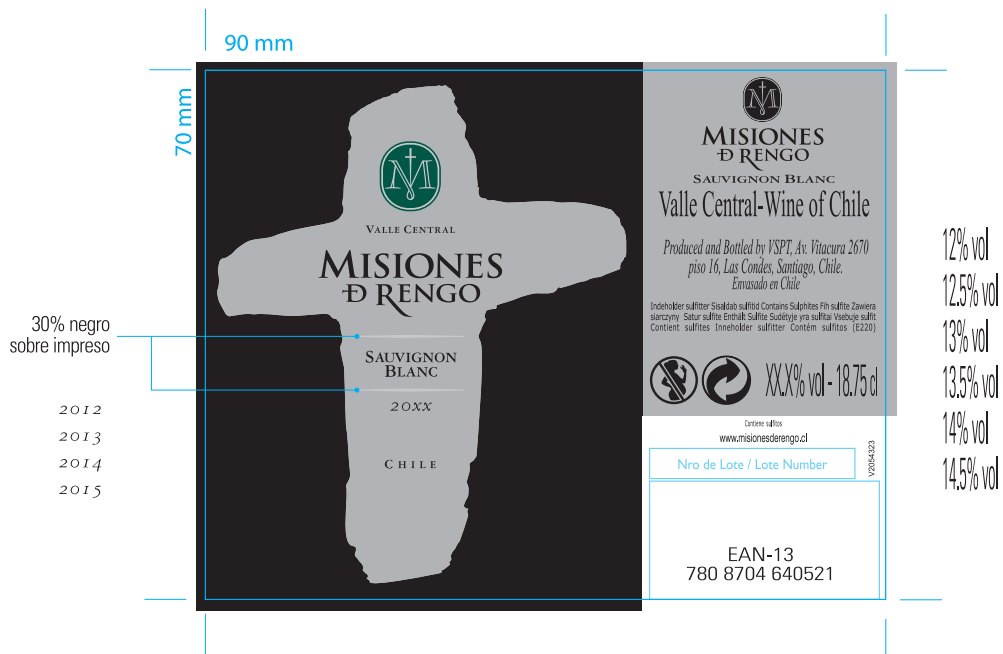 90 mm
70 mm
M
VALLE CENTRAL
MISIONES
D RENGO
SAUVIGNON
BLANC
20XX
CHILE
30% negro
sobre impreso
2012
2013
2014
2015
M
MISIONES
D RENGO
SAUVIGNON BLANC
Valle Central-Wine of Chile
Produced and Bottled by VSPT, Av. Vitacura 2670
piso 16, Las Condes, Santiago, Chile.
Envasado en Chile
Indeholder sulfitter Sisaldab sulfitid Contains Sulphites Fih sulfite Zawiera
siarczyny Satur sulfite Enthält Sulfite Sudėtyje yra sulfitai Vsebuje sulfit
Contient sulfites Inneholder sulfitter Contém sulfitos (E220)
XX.X% vol - 18.75 cl
Contiene sulfitos
www.misionesderengo.cl
Nro de Lote / Lote Number
V2054323
EAN-13
780 8704 640521
12% vol
12.5% vol
13% vol
13.5% vol
14% vol
14.5% vol